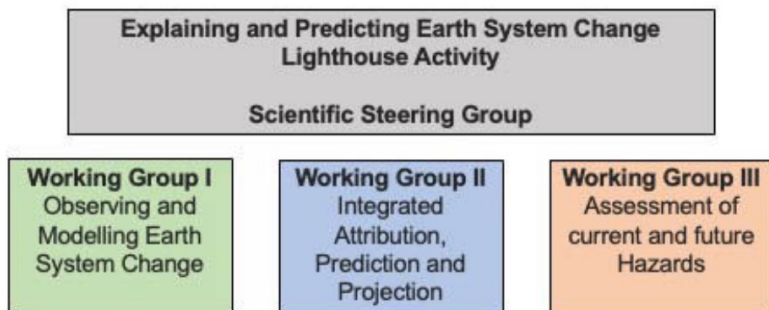 Explaining and Predicting Earth System Change
Lighthouse Activity
Scientific Steering Group
Working Group I
Observing and
Modelling Earth
System Change
Working Group II
Integrated
Attribution,
Prediction and
Projection
Working Group III
Assessment of
current and future
Hazards